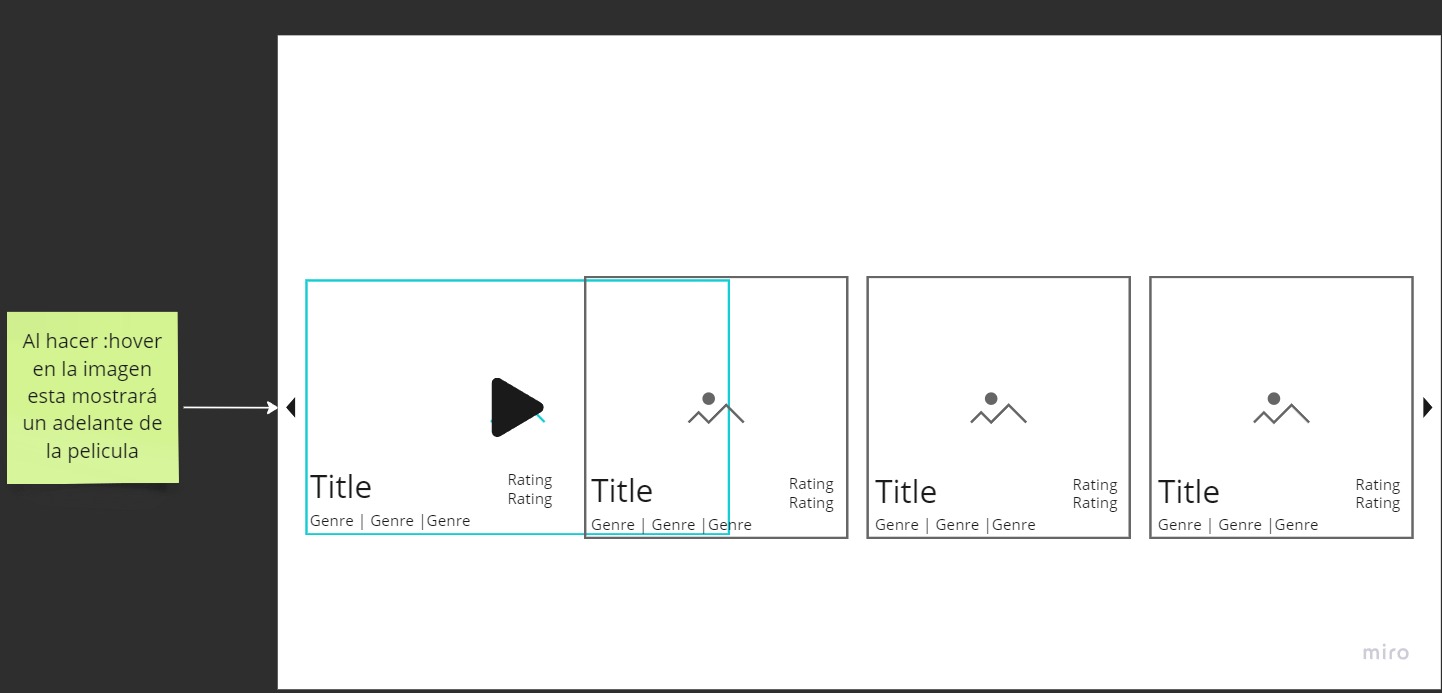 Al hacer :hover
en la imagen
esta mostrará
un adelante de
la pelicula
Title
Rating
Rating
Genre | Genre |Genre
Title
Rating
Rating
Genre | Genre |Genre
Title
Rating
Rating
Genre | Genre |Genre
Title
Rating
Rating
Genre | Genre |Genre
miro